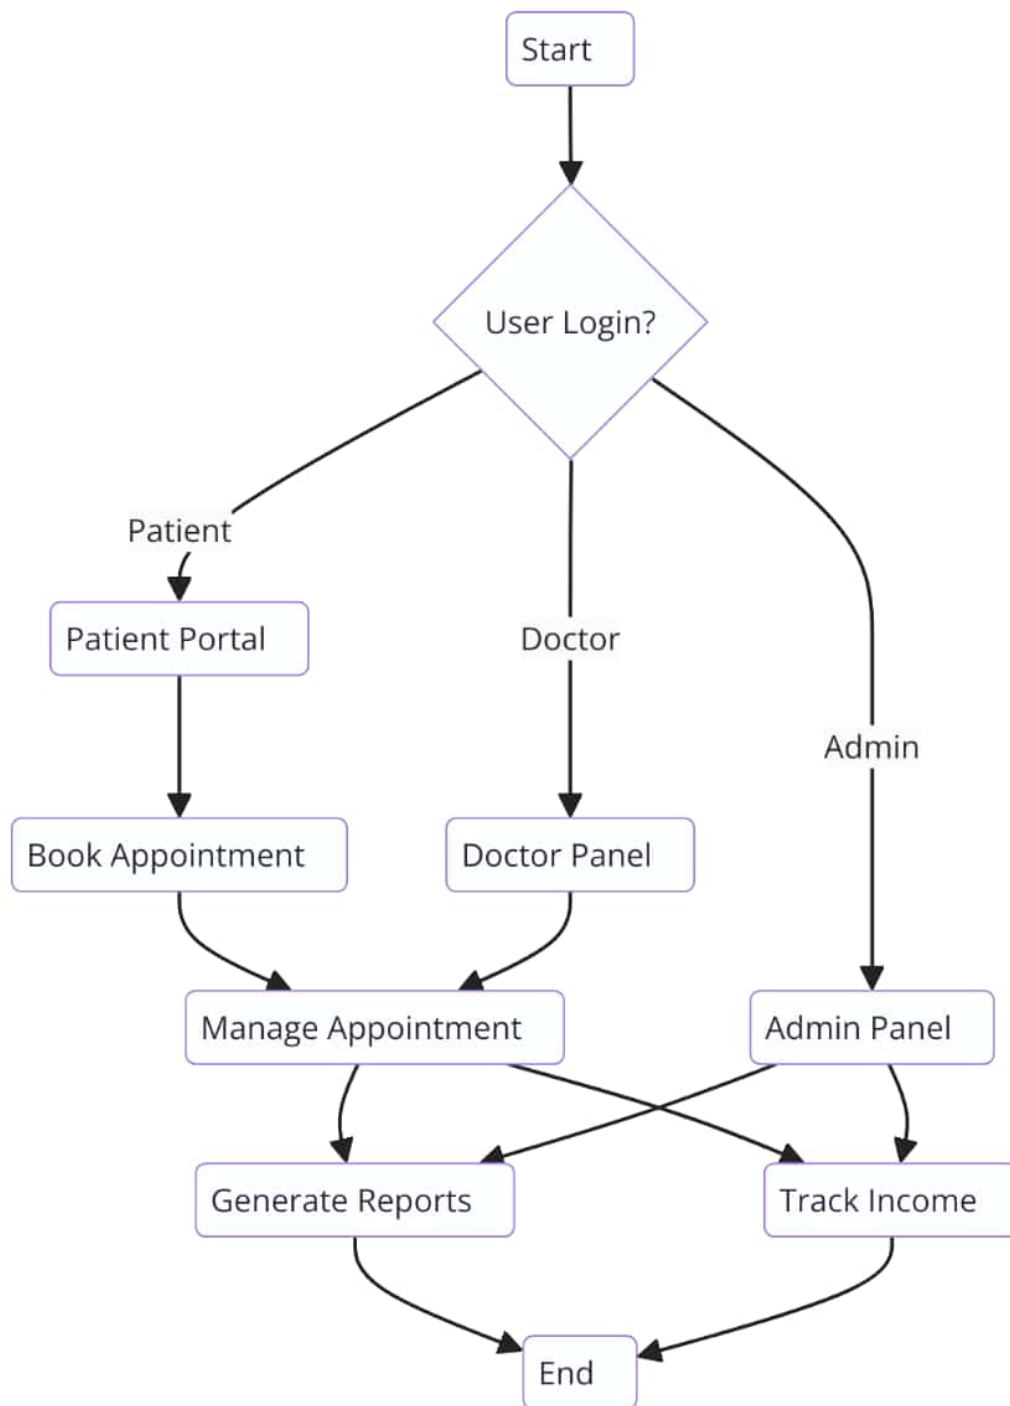 Start
User Login?
Patient
Patient Portal
Doctor
Admin
Book Appointment
Doctor Panel
Manage Appointment
Admin Panel
Generate Reports
Track Income
End